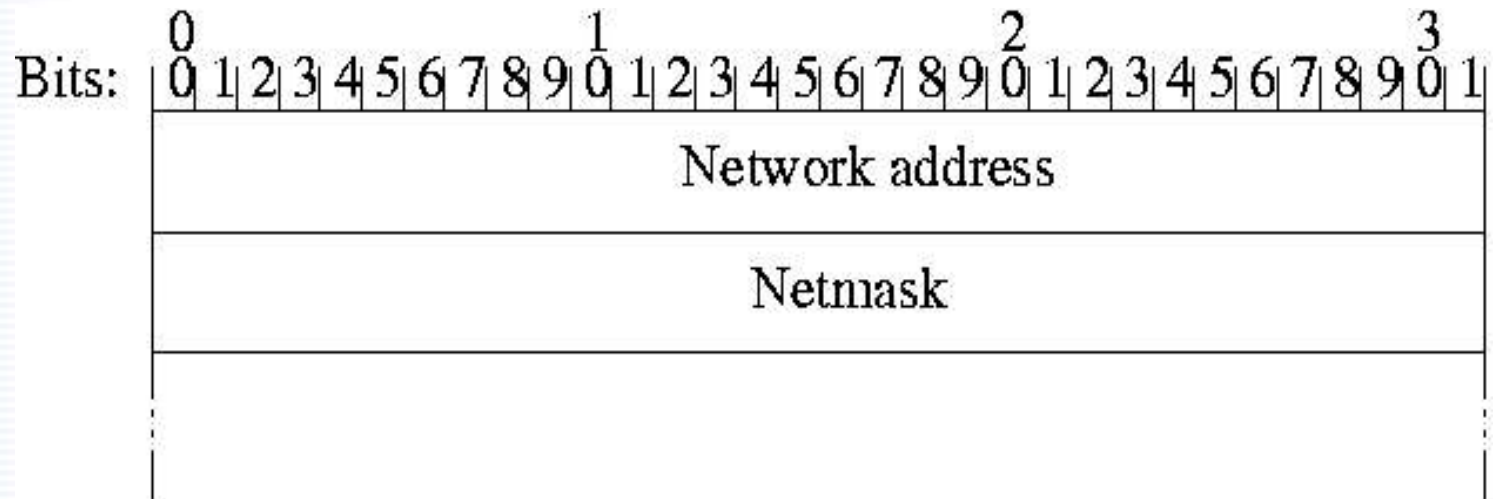 0 1 2 3
Bits: 0 1 2 3 4 5 6 7 8 9 0 1 2 3 4 5 6 7 8 9 0 1 2 3 4 5 6 7 8 9 0 1
Network address
Netmask